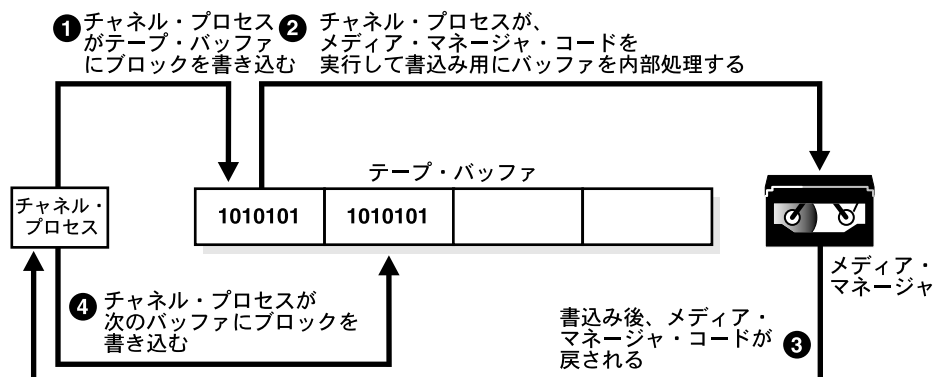 ❶ チャネル・プロセス
がテープ・バッファ
にブロックを書き込む
❷ チャネル・プロセスが、
メディア・マネージャ・コードを
実行して書込み用にバッファを内部処理する
テープ・バッファ
チャネル・
プロセス
1010101
1010101
メディア・
マネージャ
❹ チャネル・プロセスが
次のバッファにブロックを
書き込む
書込み後、メディア・
マネージャ・コードが
戻される ❸